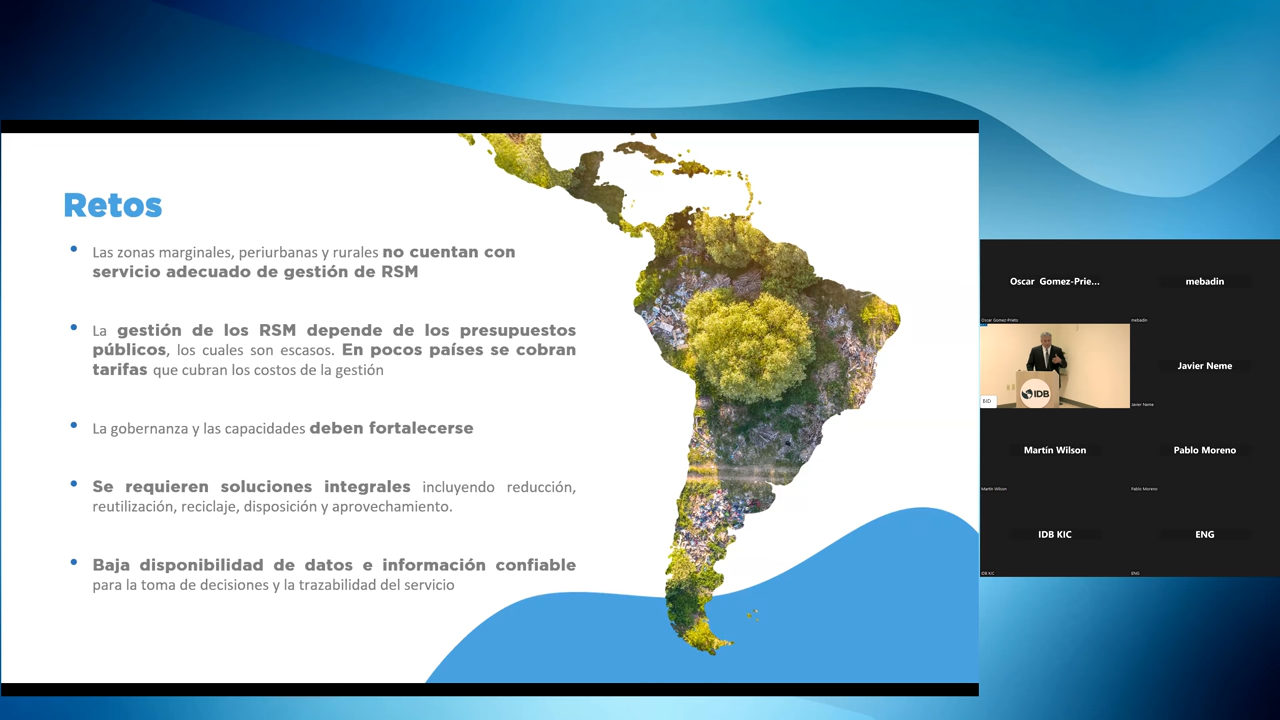 Retos
Las zonas marginales, periurbanas y rurales no cuentan con
servicio adecuado de gestión de RSM
La gestión de los RSM depende de los presupuestos
públicos, los cuales son escasos. En pocos países se cobran
tarifas que cubran los costos de la gestión
La gobernanza y las capacidades deben fortalecerse
Se requieren soluciones integrales incluyendo reducción,
reutilización, reciclaje, disposición y aprovechamiento.
Baja disponibilidad de datos e información confiable
para la toma de decisiones y la trazabilidad del servicio
Oscar Gomez-Prie...
Oscar Gomez-Prieto
mebadin
mebadin
IDB
BID
Javier Neme
Javier Neme
Martín Wilson
Martín Wilson
Pablo Moreno
Pablo Moreno
IDB KIC
IDB KIC
ENG
ENG